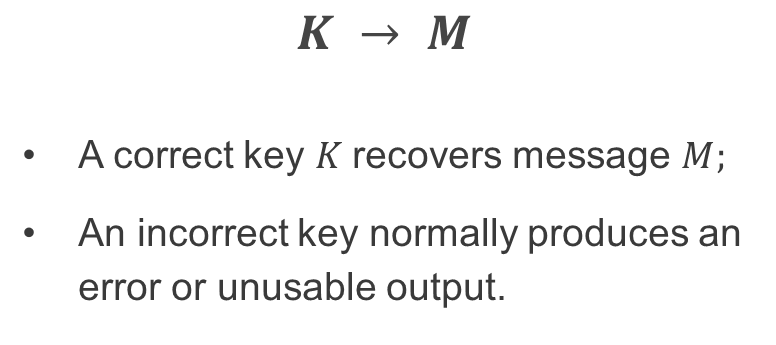 K → M
• A correct key K recovers message M;
• An incorrect key normally produces an
error or unusable output.